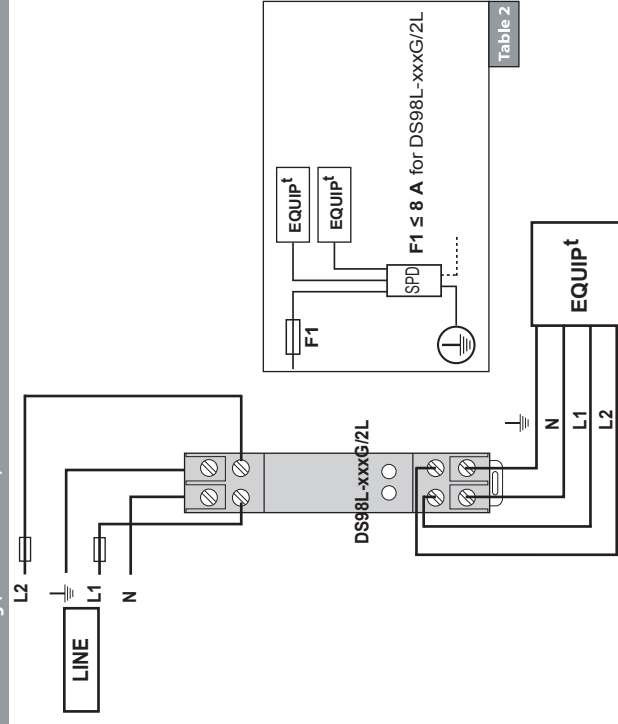 L2
L1
N
LINE
DS98L-xxxG/2L
N
L1
L2
EQUIPt
F1
SPD
EQUIPt
EQUIPt
F1 ≤ 8 A for DS98L-xxxG/2L
Table 2